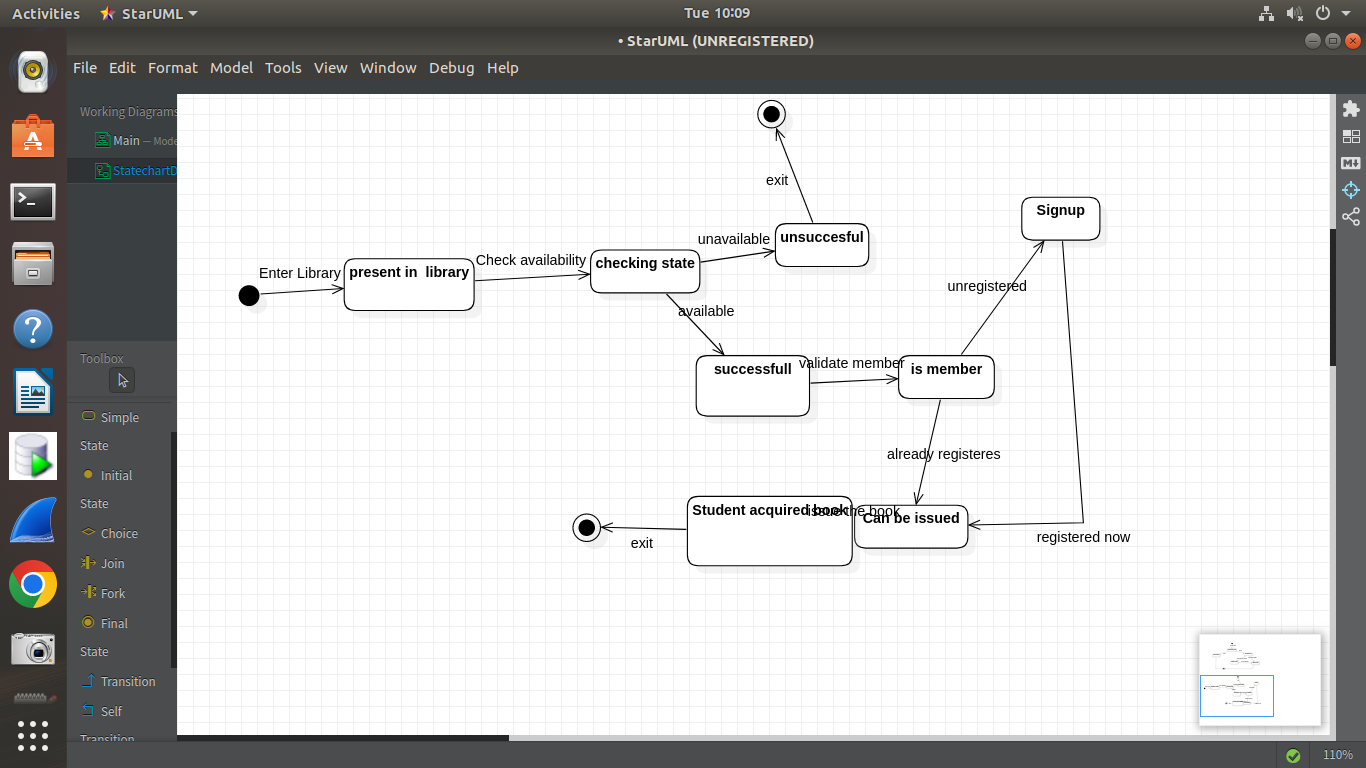 Activities
StarUML
Tue 10:09
• StarUML (UNREGISTERED)
File Edit Format Model Tools View Window Debug Help
Working Diagrams
Main — Mode
StatechartD
Toolbox
Simple
State
Initial
State
Choice
Join
Fork
Final
State
Transition
Self
Transition
exit
unsuccesful
unavailable
Signup
Enter Library
present in library
Check availability
checking state
unregistered
available
successfull
validate member
is member
already registeres
Student acquired book
issue the book
Can be issued
exit
registered now
M
110%